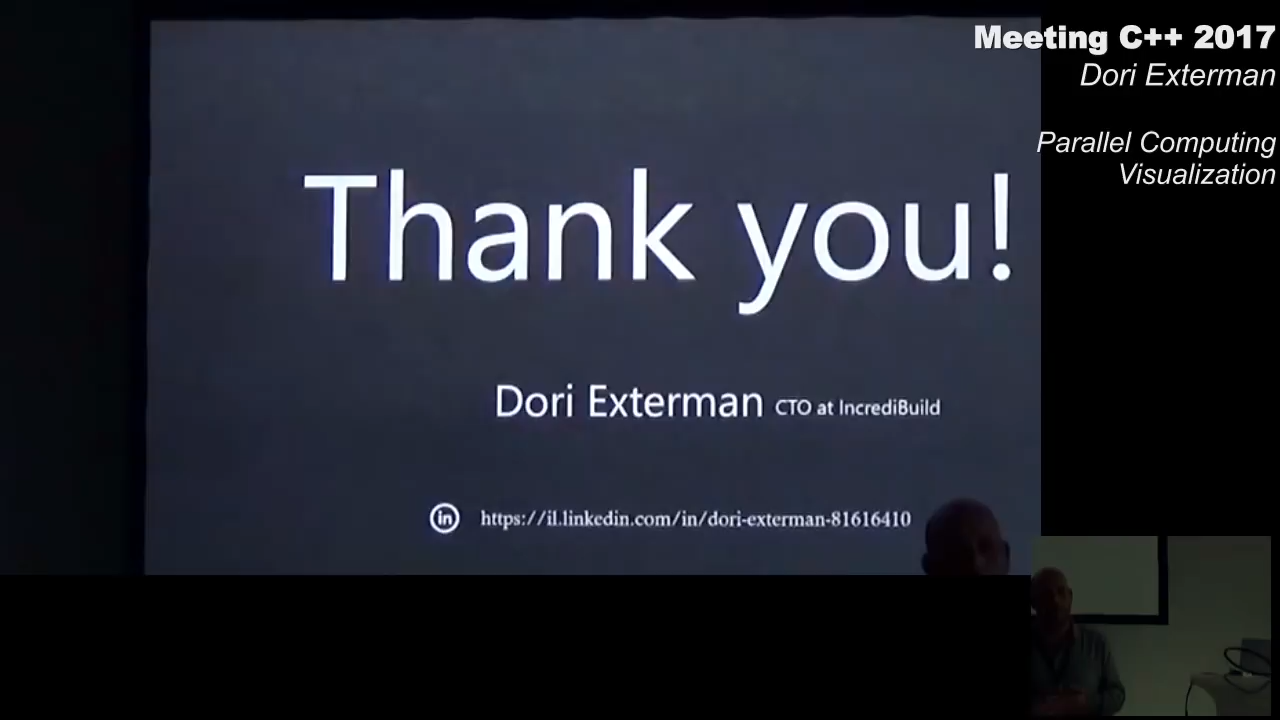 Meeting C++ 2017
Dori Exterman
Parallel Computing
Visualization
Thank you!
Dori Exterman CTO at IncrediBuild
in https://il.linkedin.com/in/dori-exterman-81616410